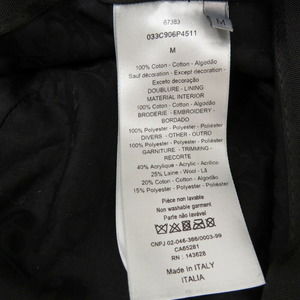 67383
033C906P4511
M
M
100% Coton - Cotton - Algodão
Sauf décoration - Except decoration -
Exceto decoração
DOUBLURE - LINING
MATERIAL INTERIOR
100% Coton - Cotton - Algodão
BRODERIE - EMBROIDERY -
BORDADO
100% Polyester - Polyester - Poliéster
DIVERS - OTHER - OUTRO
100% Polyester - Polyester - Poliéster
GARNITURE - TRIMMING -
RECORTE
40% Acrylique - Acrylic - Acrílico
25% Laine - Wool - Lã
20% Coton - Cotton - Algodão
15% Polyester - Polyester - Poliéster
Pièce non lavable
Non washable garment
Parte não lavável
CNPJ 02-046-386/0003-99
CA65281
RN : 143828
Made in ITALY
ITALIA